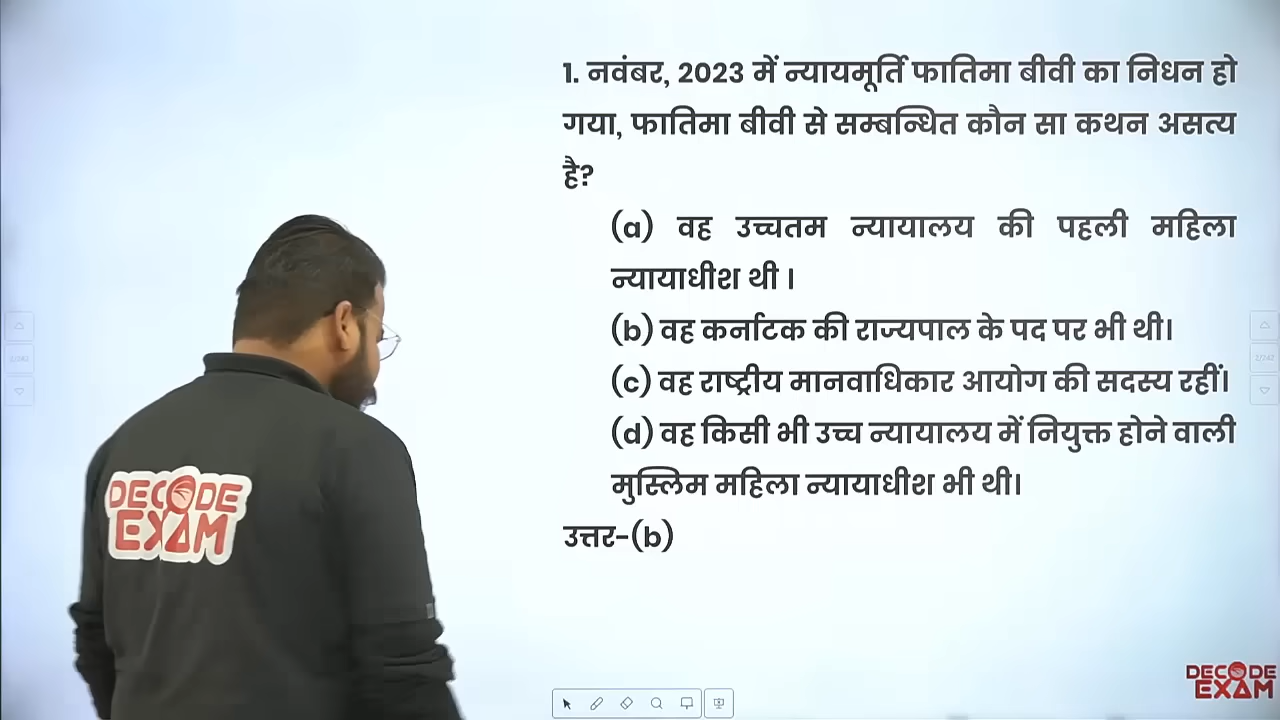 1. नवंबर, 2023 में न्यायमूर्ति फातिमा बीवी का निधन हो
गया, फातिमा बीवी से सम्बन्धित कौन सा कथन असत्य
है?
(a) वह उच्चतम न्यायालय की पहली महिला
न्यायाधीश थी ।
(b) वह कर्नाटक की राज्यपाल के पद पर भी थी।
(c) वह राष्ट्रीय मानवाधिकार आयोग की सदस्य रहीं।
(d) वह किसी भी उच्च न्यायालय में नियुक्त होने वाली
मुस्लिम महिला न्यायाधीश भी थी।
उत्तर-(b)
DECODE
EXAM
DECODE
EXAM